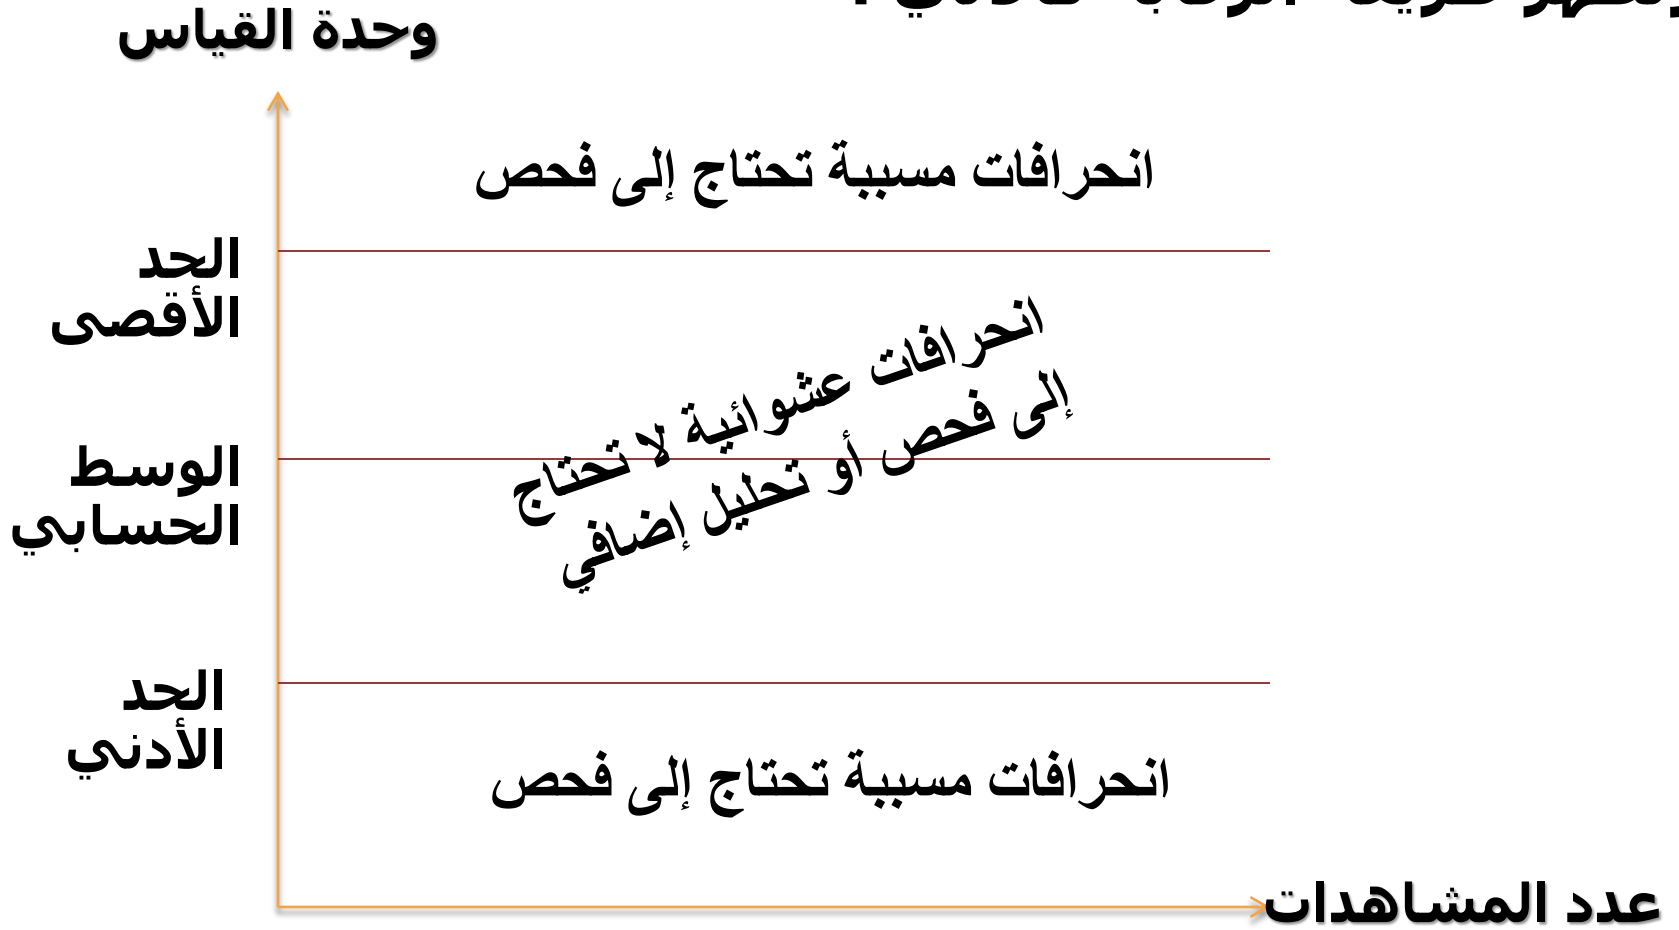 وحدة القياس
انحرافات مسببة تحتاج إلى فحص
الحد
الأقصى
انحرافات عشوائية لا تحتاج
إلى فحص أو تحليل إضافي
الوسط
الحسابي
الحد
الأدني
انحرافات مسببة تحتاج إلى فحص
عدد المشاهدات